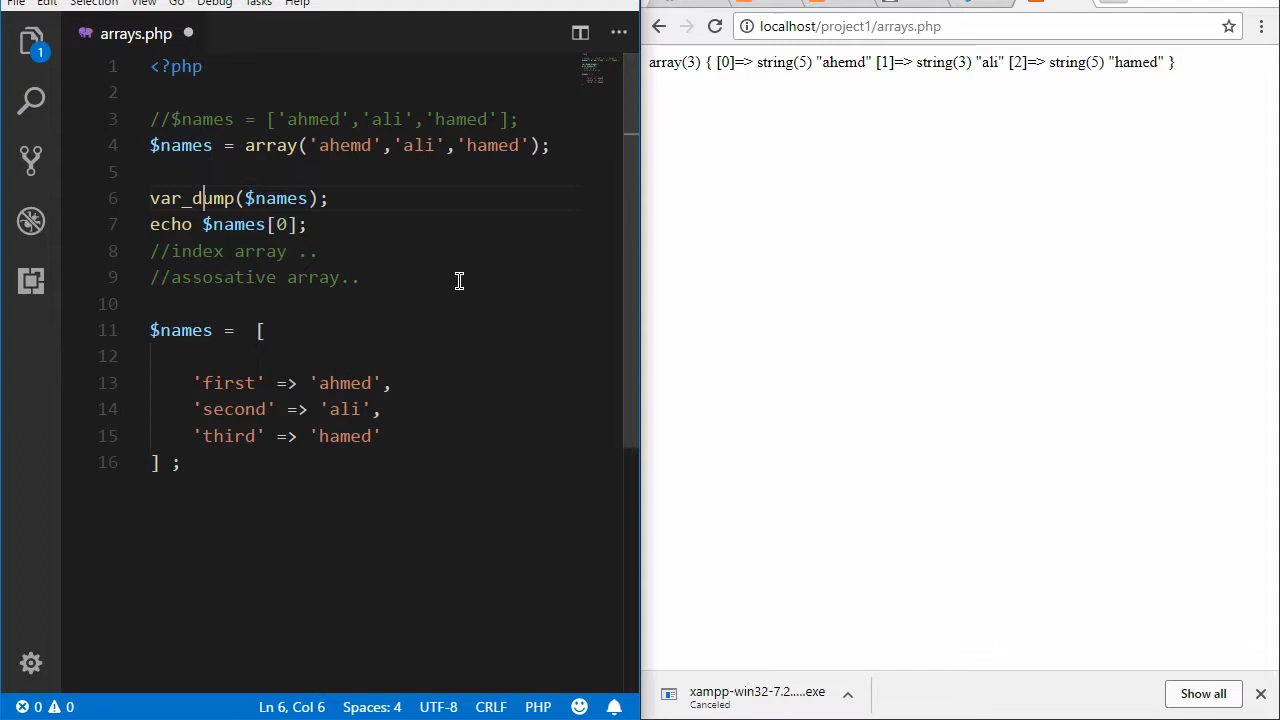 File Edit Selection View Go Debug Tasks Help
arrays.php
1
1 <?php
2
3 //$names = ['ahmed','ali','hamed'];
4 $names = array('ahemd','ali','hamed');
5
6 var_dump($names);
7 echo $names[0];
8 //index array ..
9 //assosative array..
10
11 $names =  [
12
13 'first' => 'ahmed',
14 'second' => 'ali',
15 'third' => 'hamed'
16 ] ;
0 0 Ln 6, Col 6 Spaces: 4 UTF-8 CRLF PHP
localhost/project1/arrays.php
array(3) { [0]=> string(5) "ahemd" [1]=> string(3) "ali" [2]=> string(5) "hamed" }
xampp-win32-7.2.....exe
Canceled
Show all